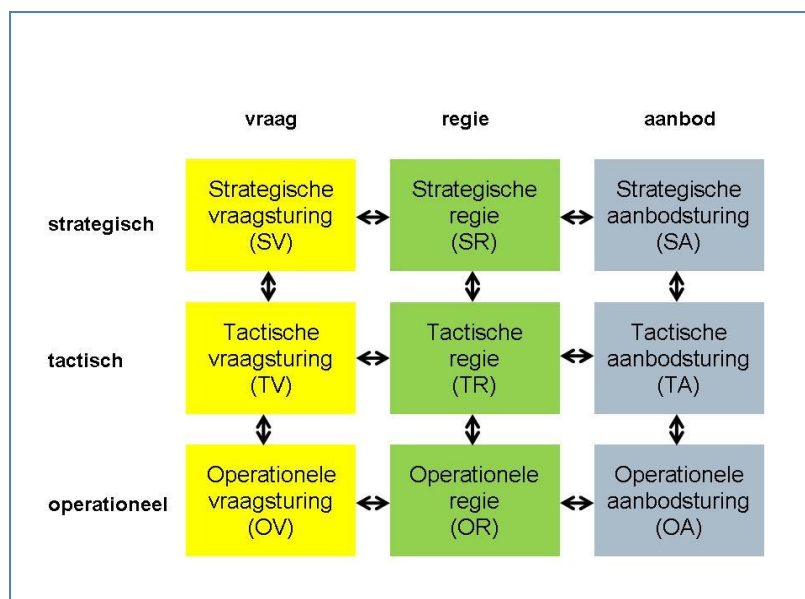 vraag regie aanbod
strategisch
Strategische
vraagsturing
(SV)
Strategische
regie
(SR)
Strategische
aanbodsturing
(SA)
tactisch
Tactische
vraagsturing
(TV)
Tactische
regie
(TR)
Tactische
aanbodsturing
(TA)
operationeel
Operationele
vraagsturing
(OV)
Operationele
regie
(OR)
Operationele
aanbodsturing
(OA)